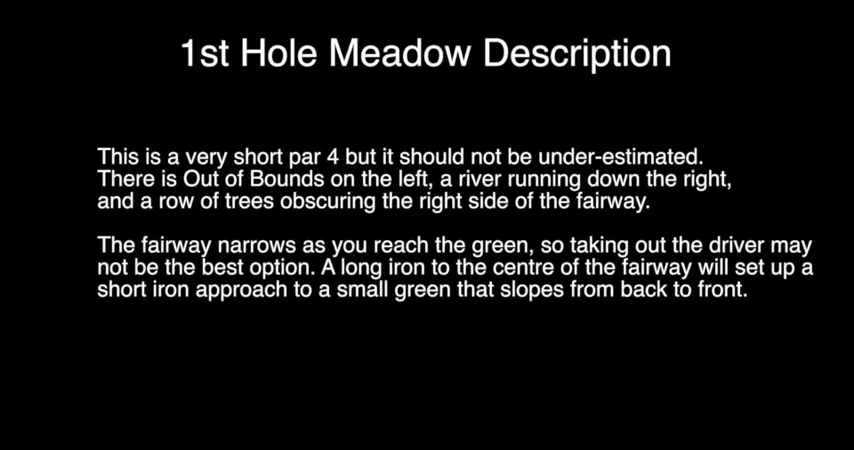 1st Hole Meadow Description
This is a very short par 4 but it should not be under-estimated.
There is Out of Bounds on the left, a river running down the right,
and a row of trees obscuring the right side of the fairway.
The fairway narrows as you reach the green, so taking out the driver may
not be the best option. A long iron to the centre of the fairway will set up a
short iron approach to a small green that slopes from back to front.